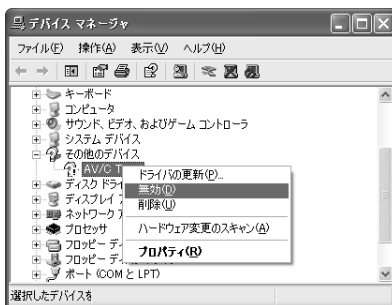 デバイス マネージャ
ファイル(F) 操作(A) 表示(V) ヘルプ(H)
キーボード
コンピュータ
サウンド、ビデオ、およびゲーム コントローラ
システム デバイス
その他のデバイス
AV/C T
ディスク ドライ
ディスプレイ
ネットワーク
プロセッサ
フロッピー デ
フロッピー デ
ポート (COM と LPT)
ドライバの更新(P)...
無効(D)
削除(U)
ハードウェア変更のスキャン(A)
プロパティ(R)
選択したデバイスを